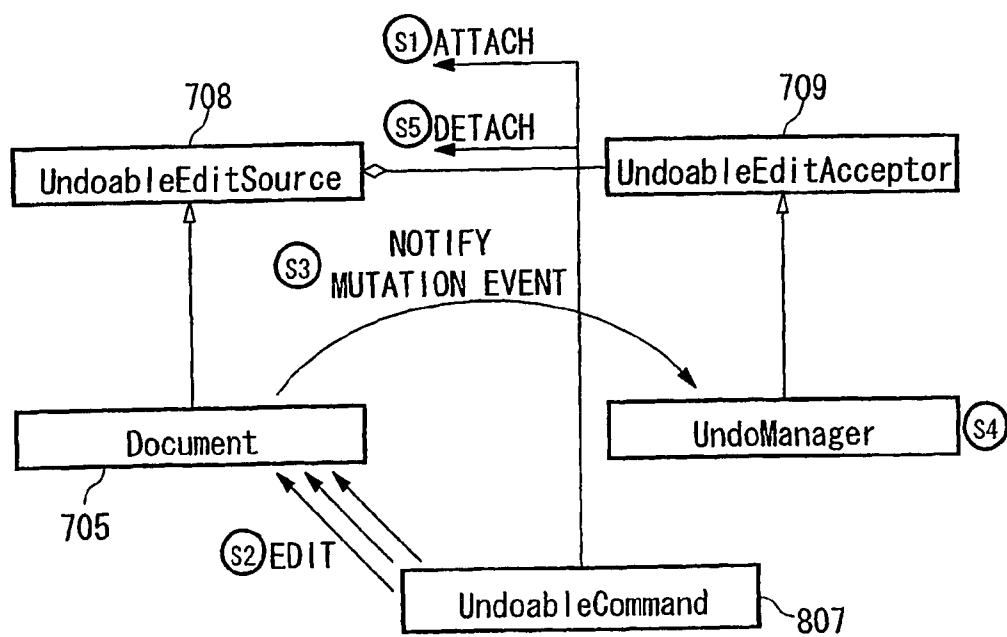 S1 ATTACH
708
709
S5 DETACH
UndoableEditSource
UndoableEditAcceptor
NOTIFY
S3
MUTATION EVENT
Document
UndoManager
S4
705
S2 EDIT
UndoableCommand
807